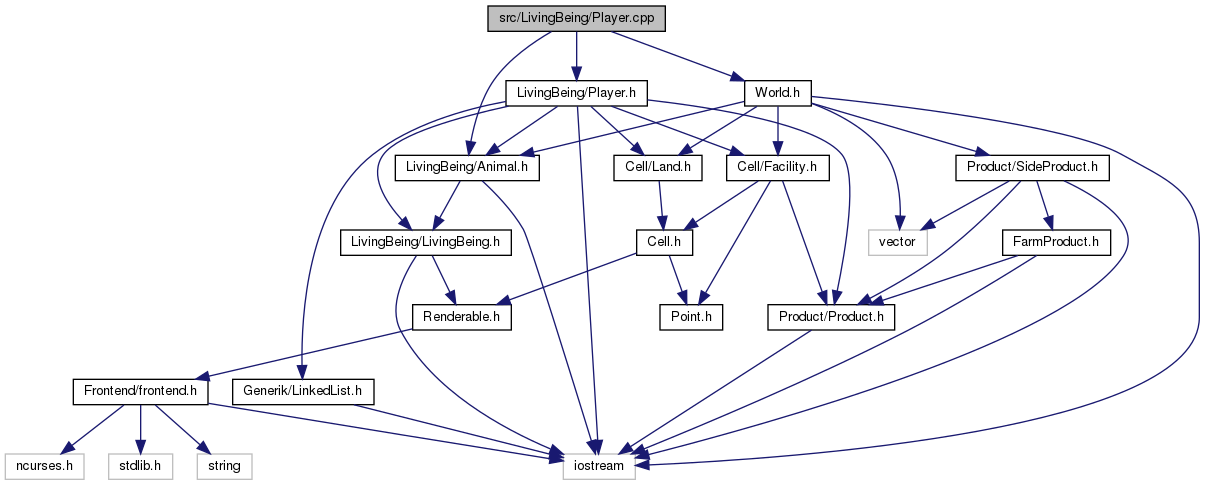 src/LivingBeing/Player.cpp
LivingBeing/Player.h
World.h
LivingBeing/Animal.h
Cell/Land.h
Cell/Facility.h
Product/SideProduct.h
LivingBeing/LivingBeing.h
Cell.h
vector
FarmProduct.h
Renderable.h
Point.h
Product/Product.h
Frontend/frontend.h
Generik/LinkedList.h
ncurses.h
stdlib.h
string
iostream